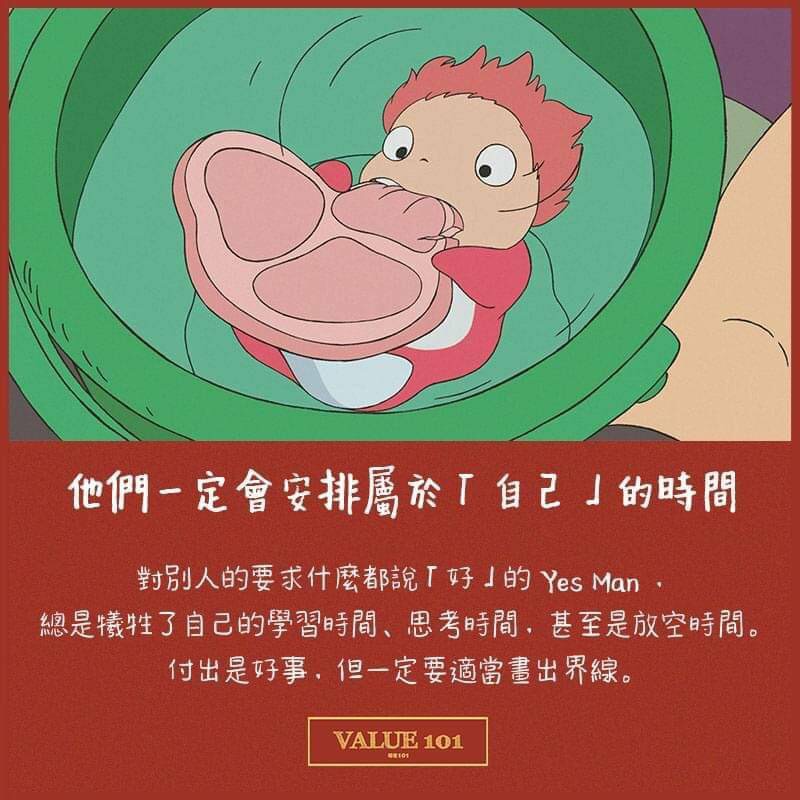 他們一定會安排屬於「自己」的時間
對別人的要求什麼都說「好」的 Yes Man，
總是犧牲了自己的學習時間、思考時間，甚至是放空時間。
付出是好事，但一定要適當畫出界線。
VALUE 101